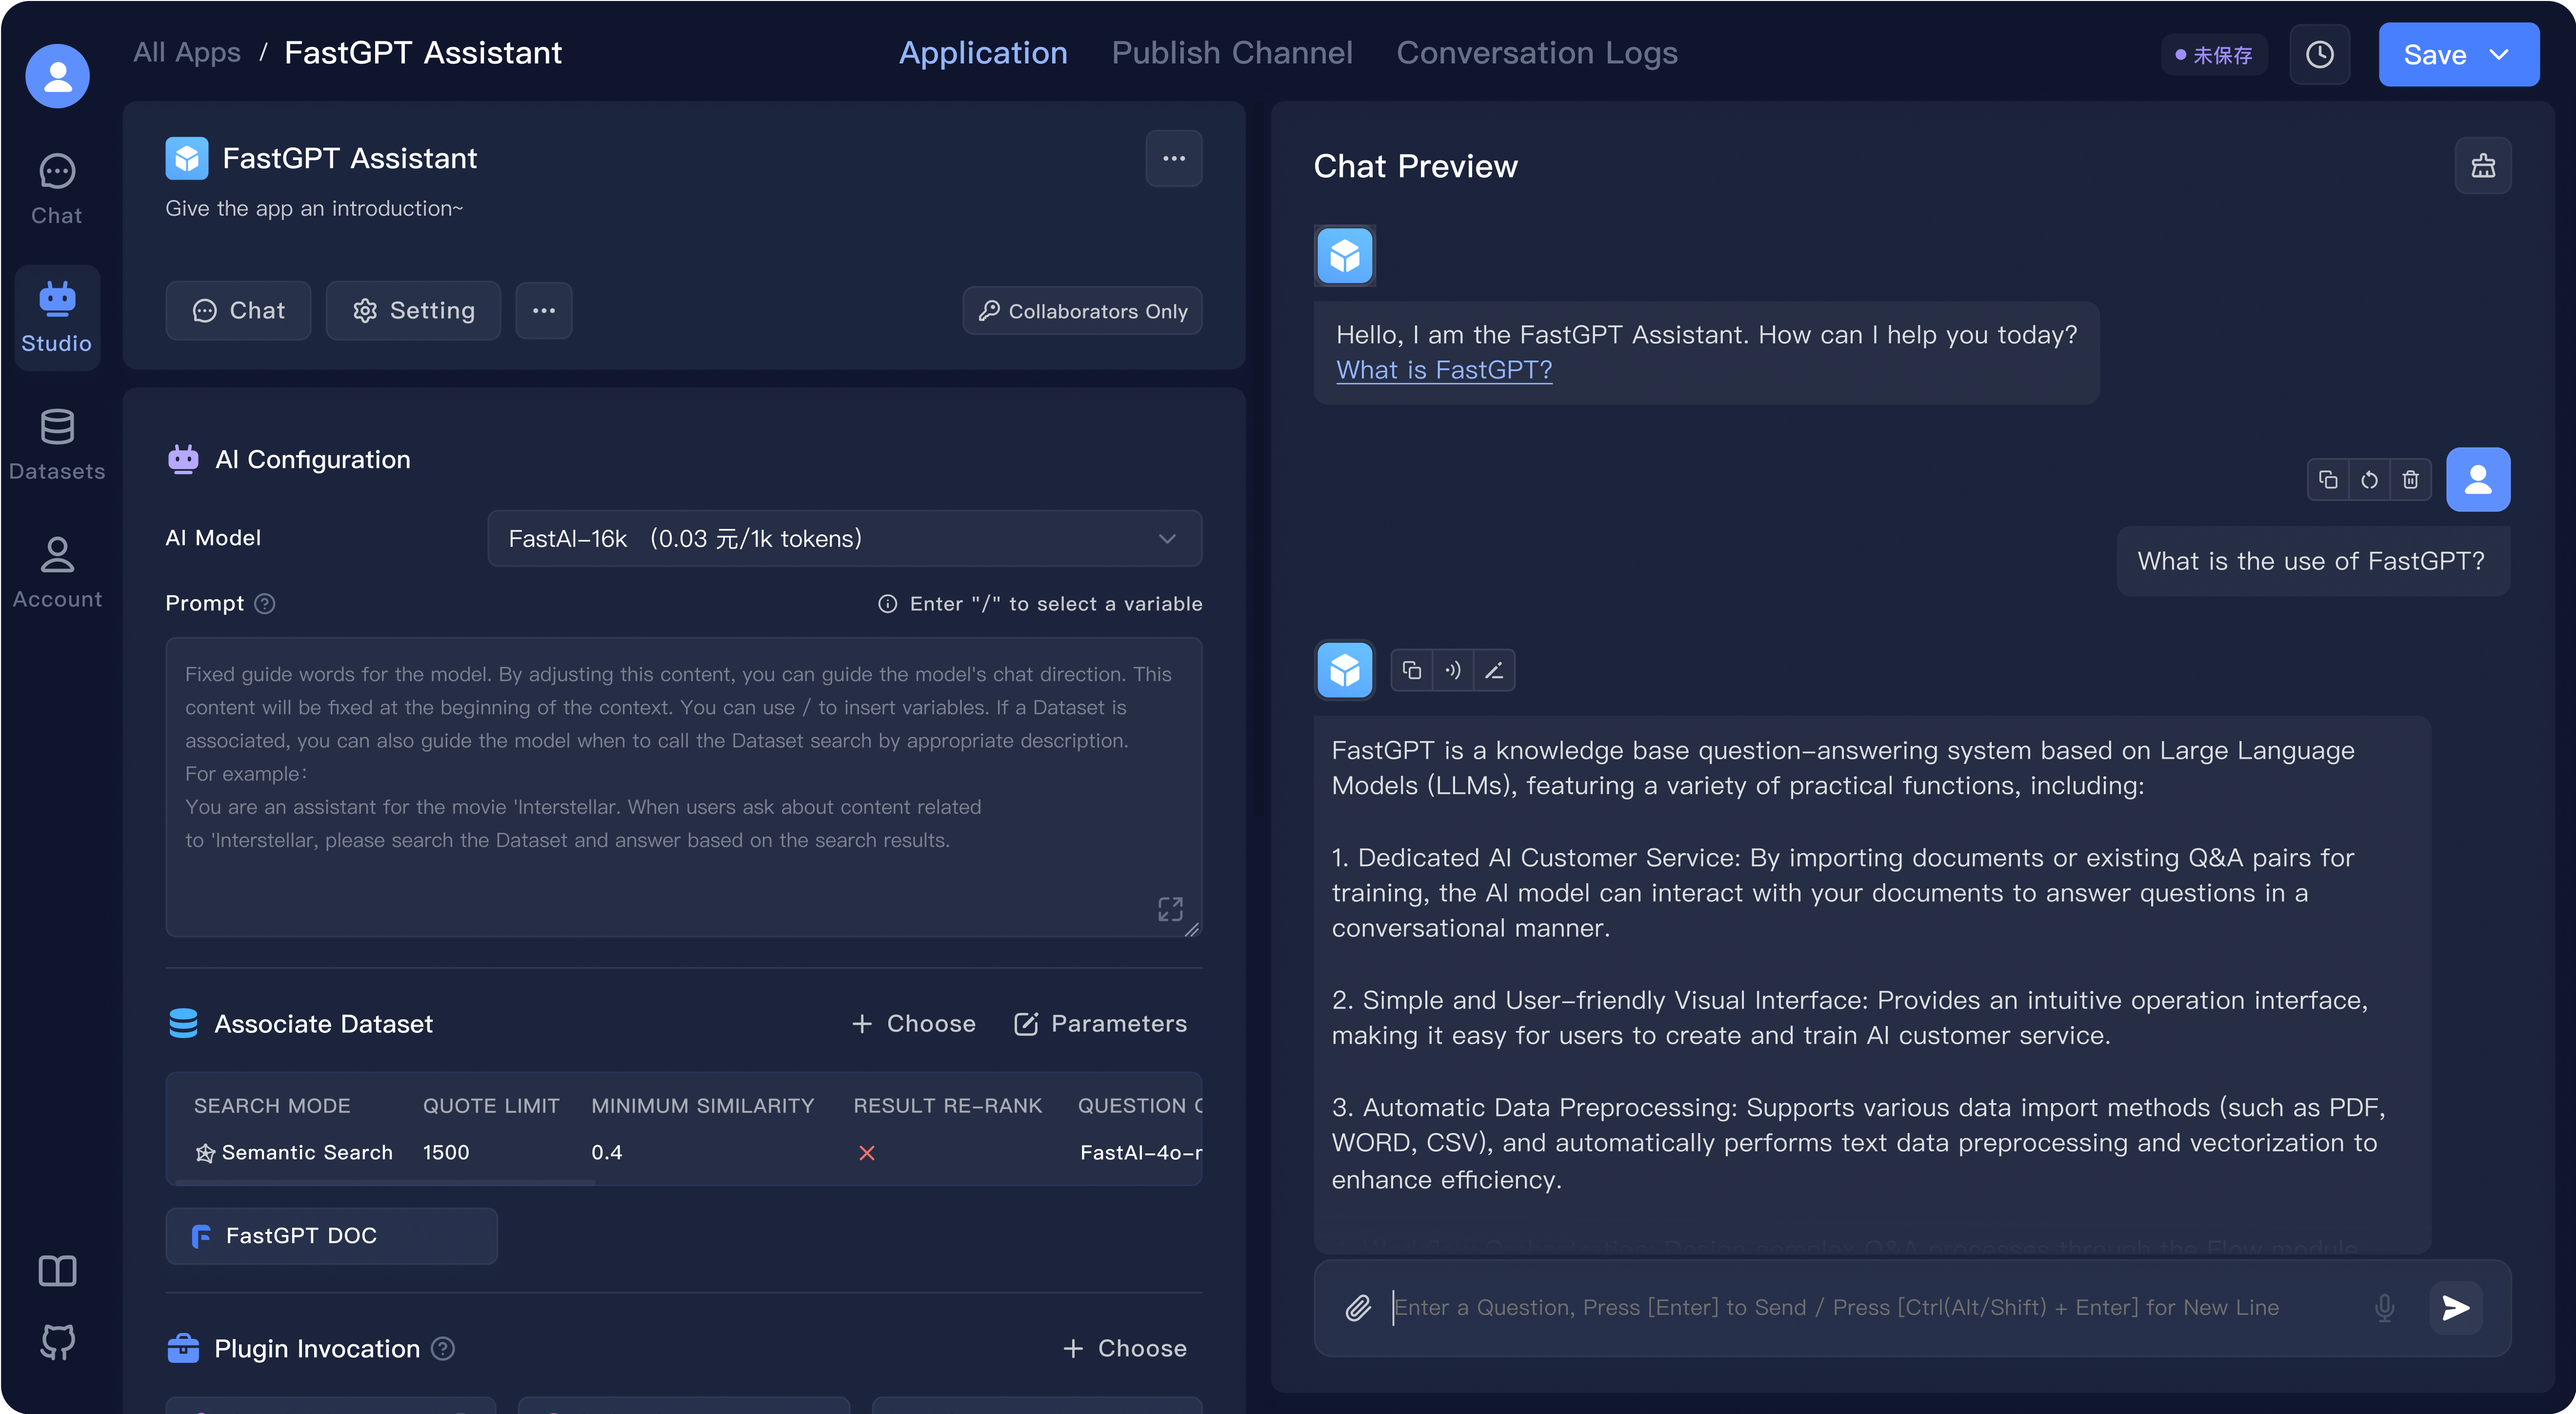 All Apps / FastGPT Assistant
Application
Publish Channel
Conversation Logs
未保存
Save
Chat
Studio
Datasets
Account
FastGPT Assistant
Give the app an introduction~
Chat
Setting
Collaborators Only
AI Configuration
AI Model
FastAI-16k (0.03 元/1k tokens)
Prompt
Enter "/" to select a variable
Fixed guide words for the model. By adjusting this content, you can guide the model's chat direction. This
content will be fixed at the beginning of the context. You can use / to insert variables. If a Dataset is
associated, you can also guide the model when to call the Dataset search by appropriate description.
For example:
You are an assistant for the movie 'Interstellar. When users ask about content related
to 'Interstellar, please search the Dataset and answer based on the search results.
Associate Dataset
+ Choose
Parameters
SEARCH MODE QUOTE LIMIT MINIMUM SIMILARITY RESULT RE-RANK QUESTION
Semantic Search 1500 0.4 FastAI-4o-
FastGPT DOC
Plugin Invocation
+ Choose
Chat Preview
Hello, I am the FastGPT Assistant. How can I help you today?
What is FastGPT?
What is the use of FastGPT?
FastGPT is a knowledge base question-answering system based on Large Language
Models (LLMs), featuring a variety of practical functions, including:
1. Dedicated AI Customer Service: By importing documents or existing Q&A pairs for
training, the AI model can interact with your documents to answer questions in a
conversational manner.
2. Simple and User-friendly Visual Interface: Provides an intuitive operation interface,
making it easy for users to create and train AI customer service.
3. Automatic Data Preprocessing: Supports various data import methods (such as PDF,
WORD, CSV), and automatically performs text data preprocessing and vectorization to
enhance efficiency.
Q&A processes through the Flow module
Enter a Question, Press [Enter] to Send / Press [Ctrl(Alt/Shift) + Enter] for New Line